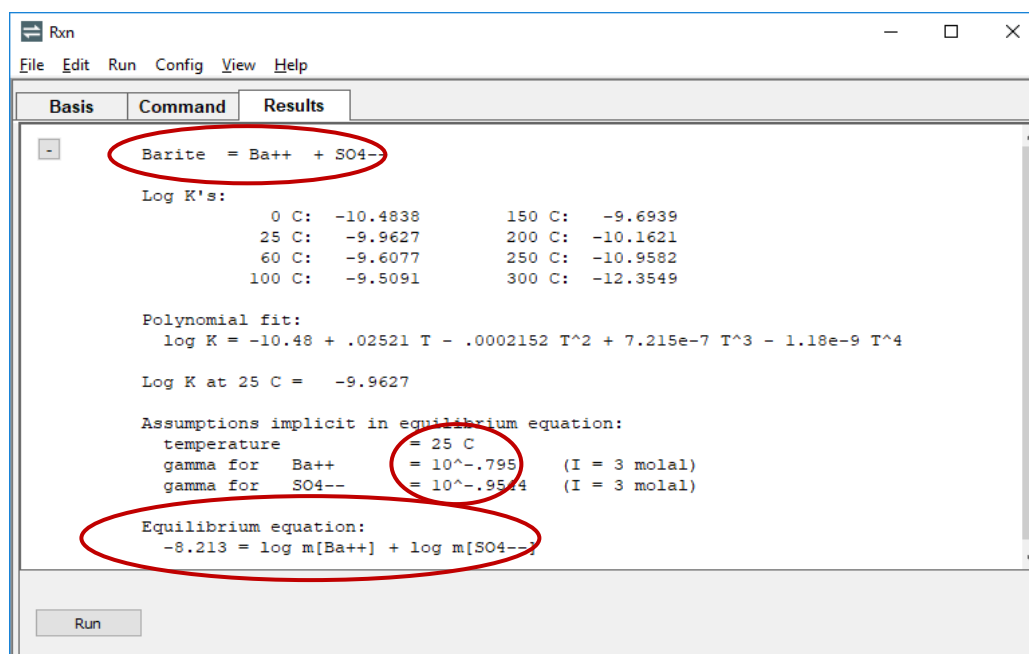 Rxn
File Edit Run Config View Help
Basis Command Results
-
Barite = Ba++ + SO4--
Log K's:
0 C: -10.4838 150 C: -9.6939
25 C: -9.9627 200 C: -10.1621
60 C: -9.6077 250 C: -10.9582
100 C: -9.5091 300 C: -12.3549
Polynomial fit:
log K = -10.48 + .02521 T - .0002152 T^2 + 7.215e-7 T^3 - 1.18e-9 T^4
Log K at 25 C = -9.9627
Assumptions implicit in equilibrium equation:
temperature = 25 C
gamma for Ba++ = 10^-.795 (I = 3 molal)
gamma for SO4-- = 10^-.9544 (I = 3 molal)
Equilibrium equation:
-8.213 = log m[Ba++] + log m[SO4--]
Run